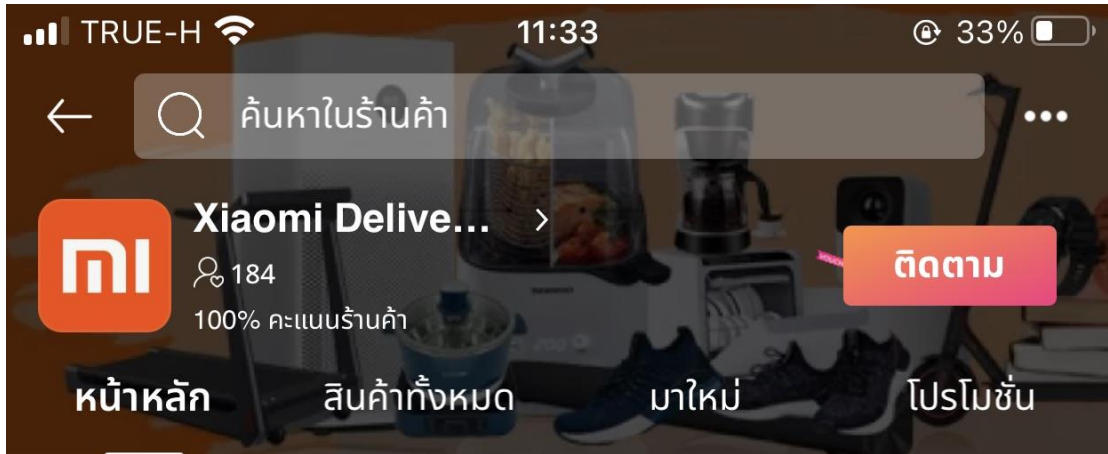 TRUE-H 11:33 33%
ค้นหาในร้านค้า
Xiaomi Delive...
184
100% คะแนนร้านค้า
ติดตาม
หน้าหลัก สินค้าทั้งหมด มาใหม่ โปรโมชั่น